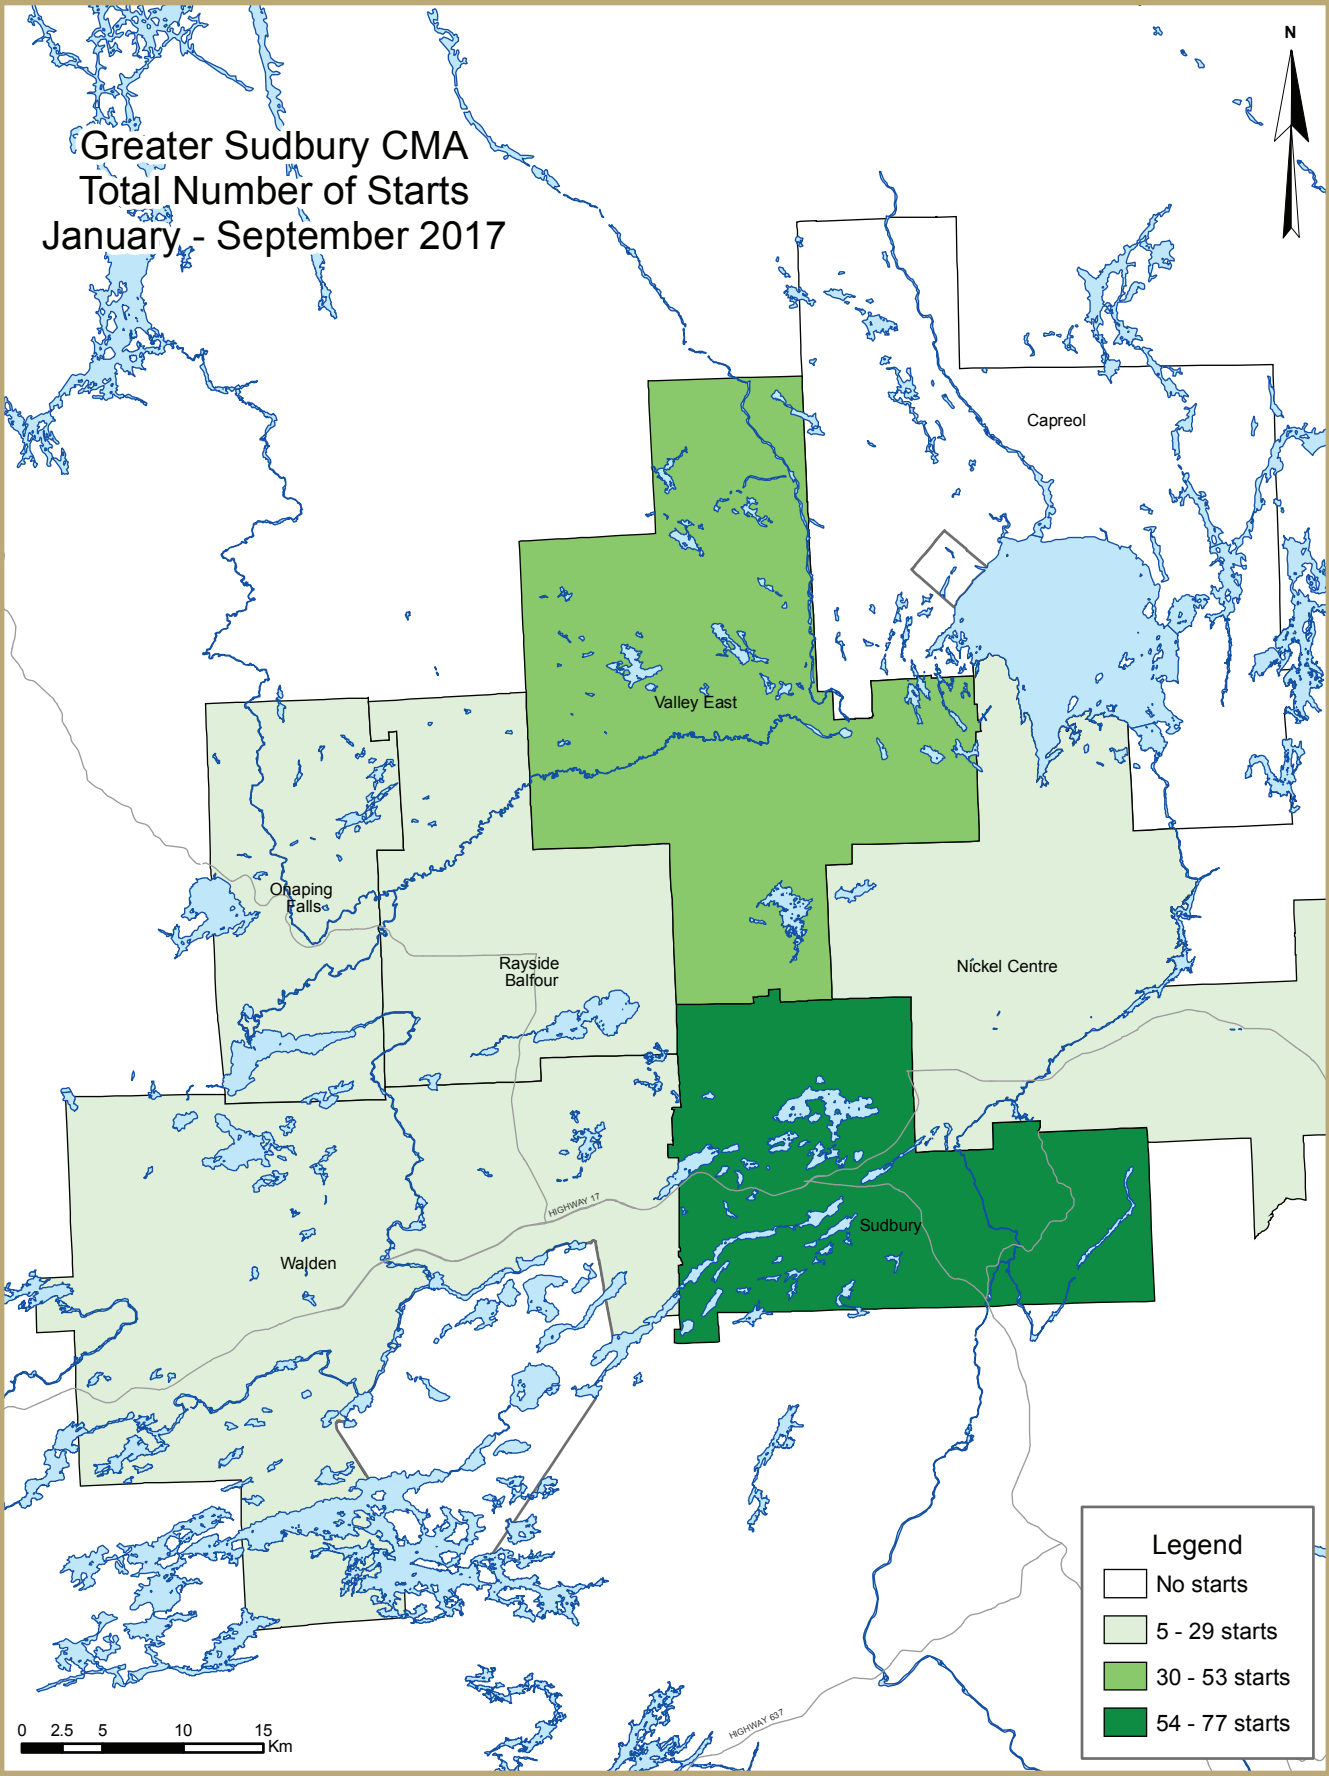 Greater Sudbury CMA
Total Number of Starts
January - September 2017
N
Capreol
Valley East
Onaping
Falls
Rayside
Balfour
Nickel Centre
HIGHWAY 17
Sudbury
Walden
HIGHWAY 637
Legend
No starts
5 - 29 starts
30 - 53 starts
54 - 77 starts
0 2.5 5 10 15
Km